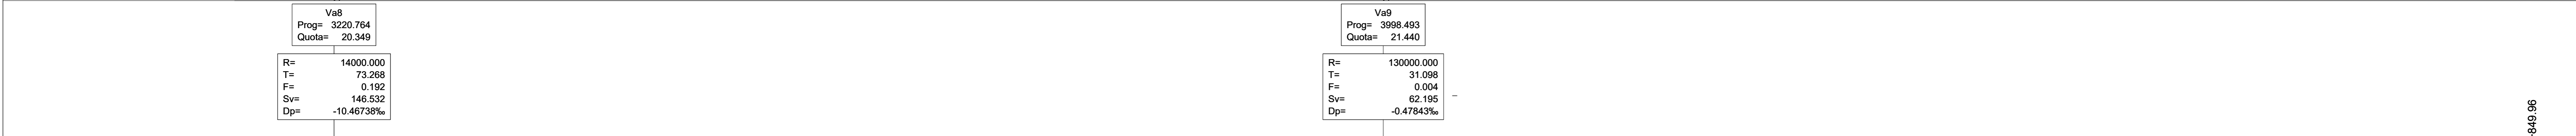 Va8
Prog= 3220.764
Quota= 20.349
R= 14000.000
T= 73.268
F= 0.192
Sv= 146.532
Dp= -10.46738‰
Va9
Prog= 3998.493
Quota= 21.440
R= 130000.000
T= 31.098
F= 0.004
Sv= 62.195
Dp= -0.47843‰
849.96